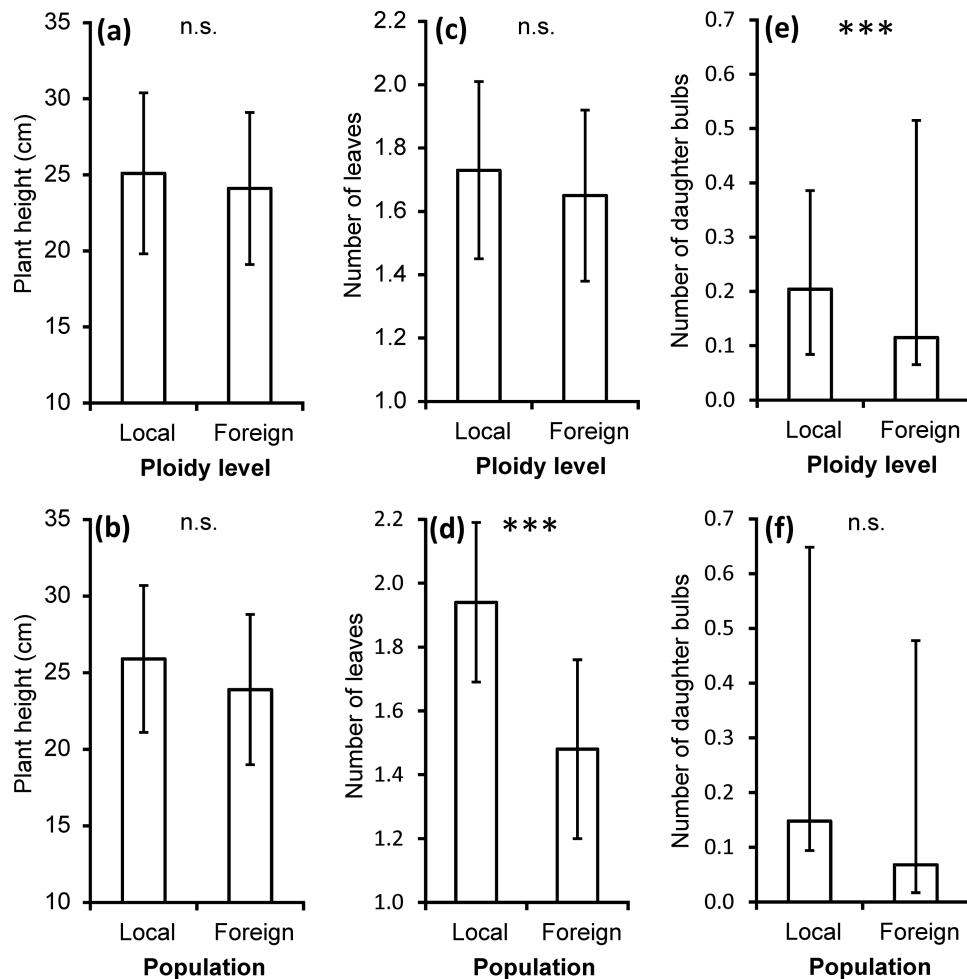 (a) n.s.
Plant height (cm)
35
30
25
20
15
10
Local Foreign
Ploidy level
(c) n.s.
Number of leaves
2.2
2.0
1.8
1.6
1.4
1.2
1.0
Local Foreign
Ploidy level
(e) ***
Number of daughter bulbs
0.7
0.6
0.5
0.4
0.3
0.2
0.1
0.0
Local Foreign
Ploidy level
(b) n.s.
Plant height (cm)
35
30
25
20
15
10
Local Foreign
Population
(d) ***
Number of leaves
2.2
2.0
1.8
1.6
1.4
1.2
1.0
Local Foreign
Population
(f) n.s.
Number of daughter bulbs
0.7
0.6
0.5
0.4
0.3
0.2
0.1
0.0
Local Foreign
Population